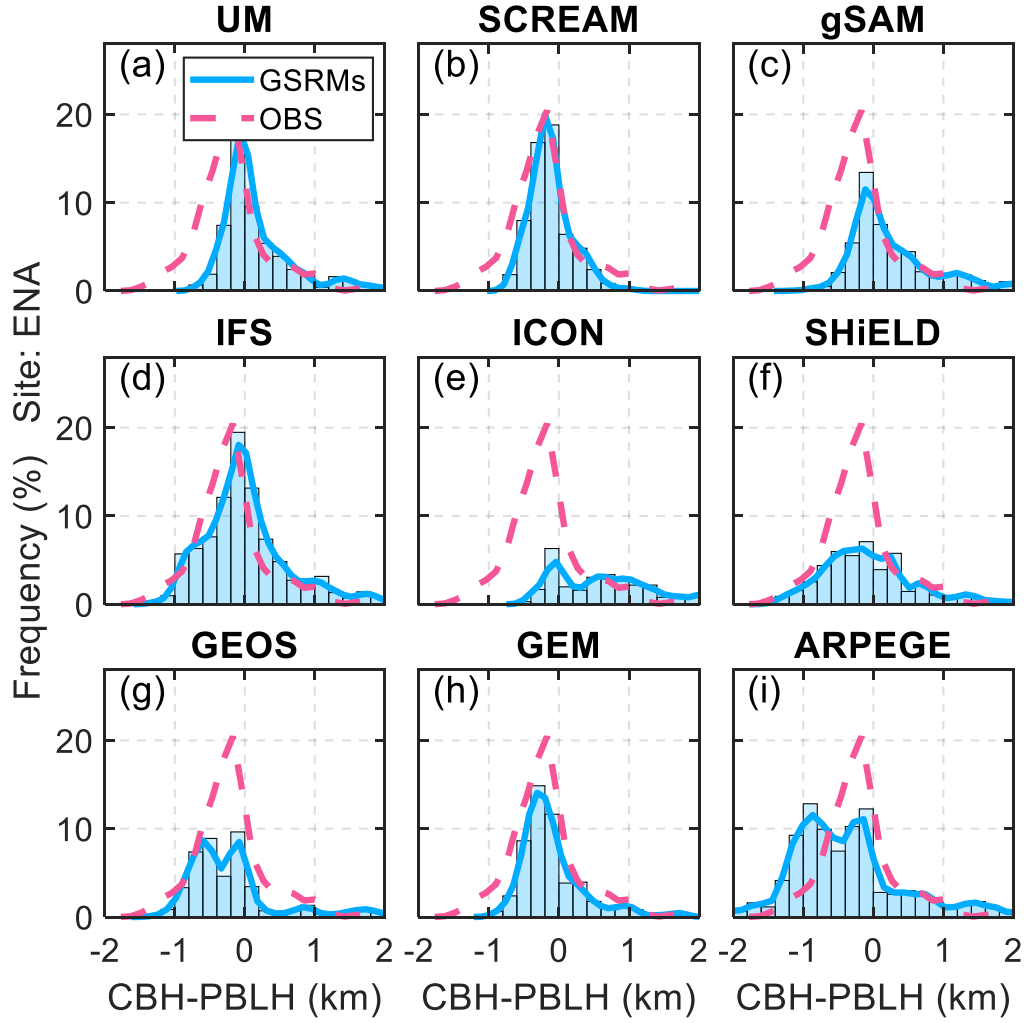 UM
SCREAM
gSAM
(a)
(b)
(c)
GSRMs
OBS
20
10
0
IFS
ICON
SHiELD
(d)
(e)
(f)
20
10
0
GEOS
GEM
ARPEGE
(g)
(h)
(i)
20
10
0
-2 -1 0 1 2
-2 -1 0 1 2
-2 -1 0 1 2
CBH-PBLH (km)
CBH-PBLH (km)
CBH-PBLH (km)
Frequency (%) Site: ENA